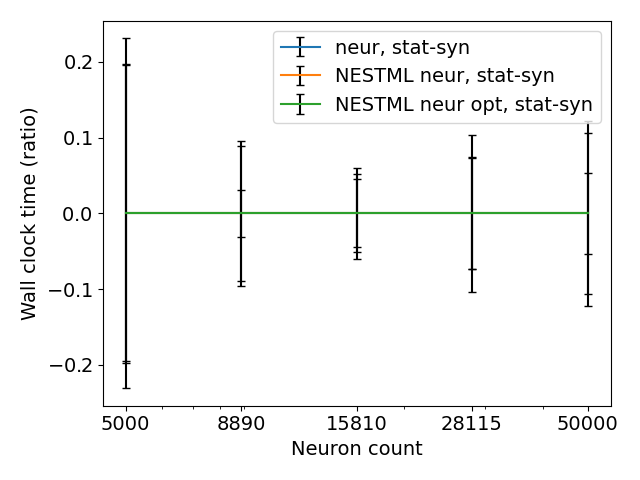 neur, stat-syn
NESTML neur, stat-syn
NESTML neur opt, stat-syn
0.2
0.1
0.0
−0.1
−0.2
Wall clock time (ratio)
5000 8890 15810 28115 50000
Neuron count